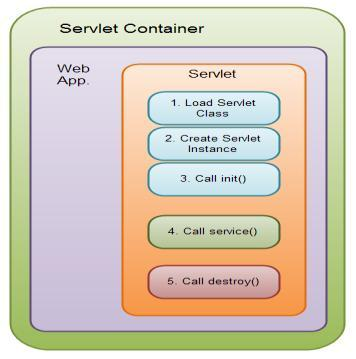 Servlet Container
Web
App.
Servlet
1. Load Servlet
Class
2. Create Servlet
Instance
3. Call init()
4. Call service()
5. Call destroy()